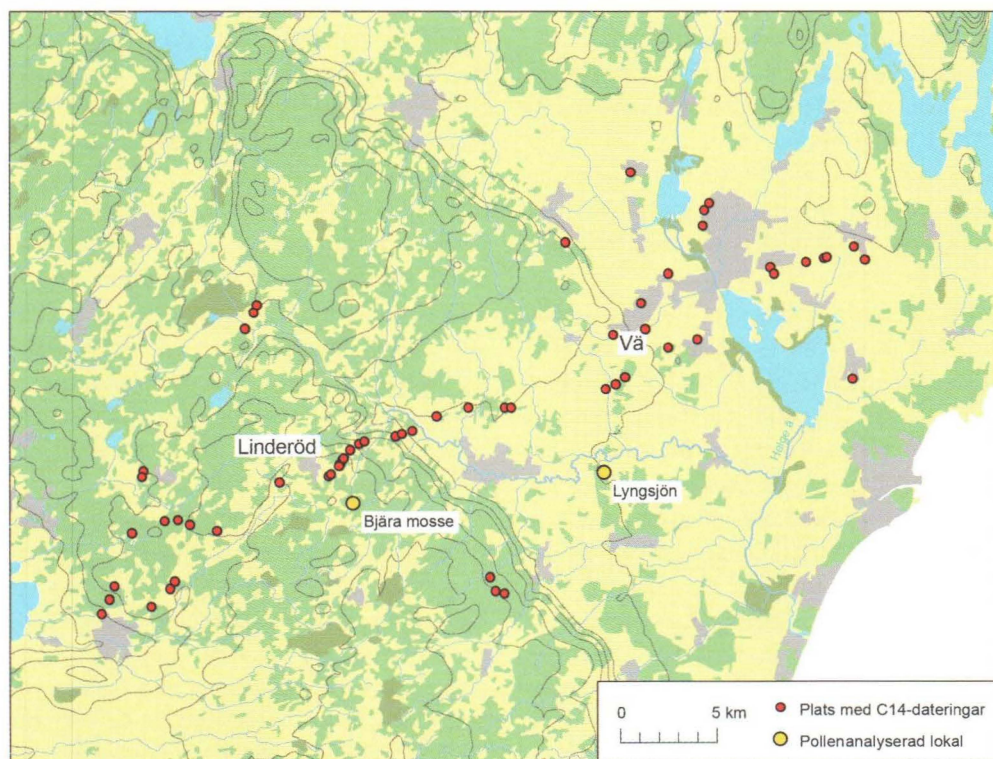 Vä
Linderöd
Helge å
Lyngsjön
Bjära mosse
0 5 km
Plats med C14-dateringar
Pollenanalyserad lokal